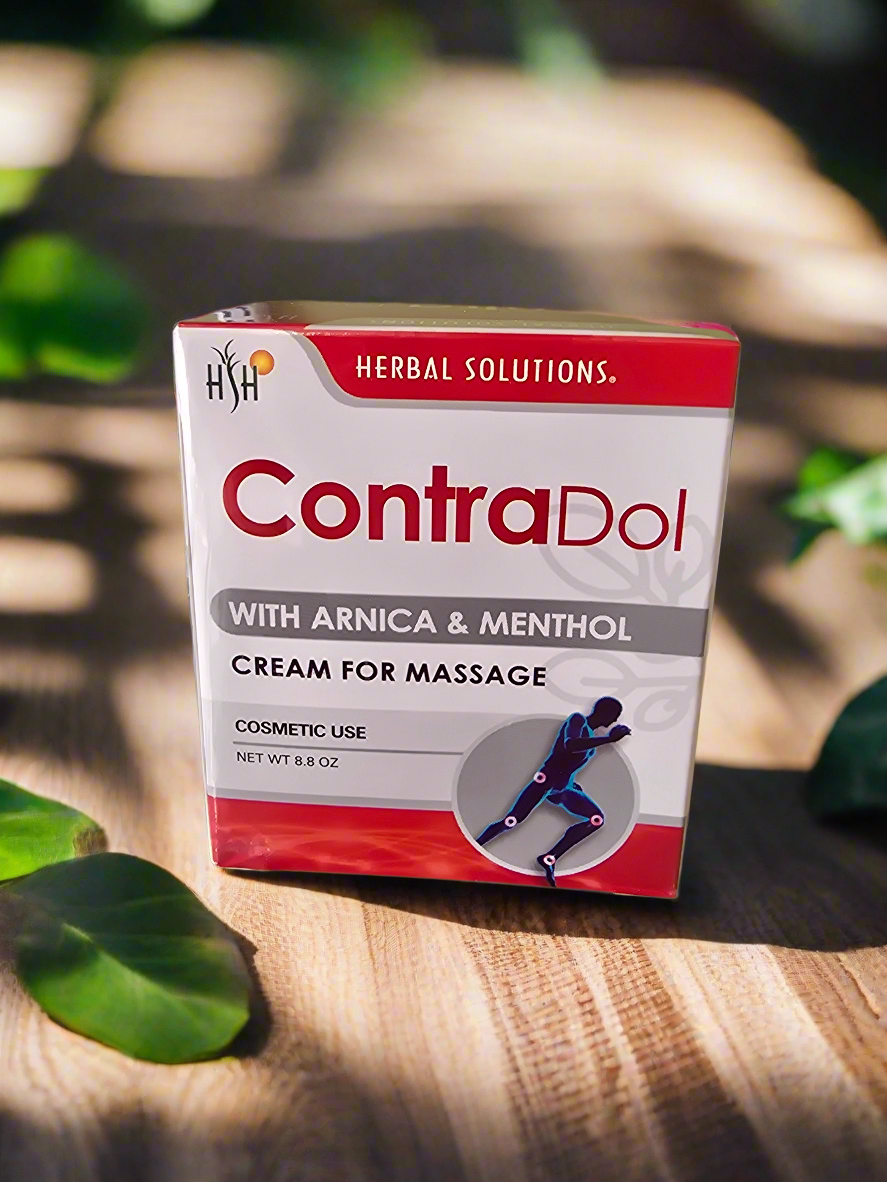 HSH
HERBAL SOLUTIONS®
ContraDol
WITH ARNICA & MENTHOL
CREAM FOR MASSAGE
COSMETIC USE
NET WT 8.8 OZ